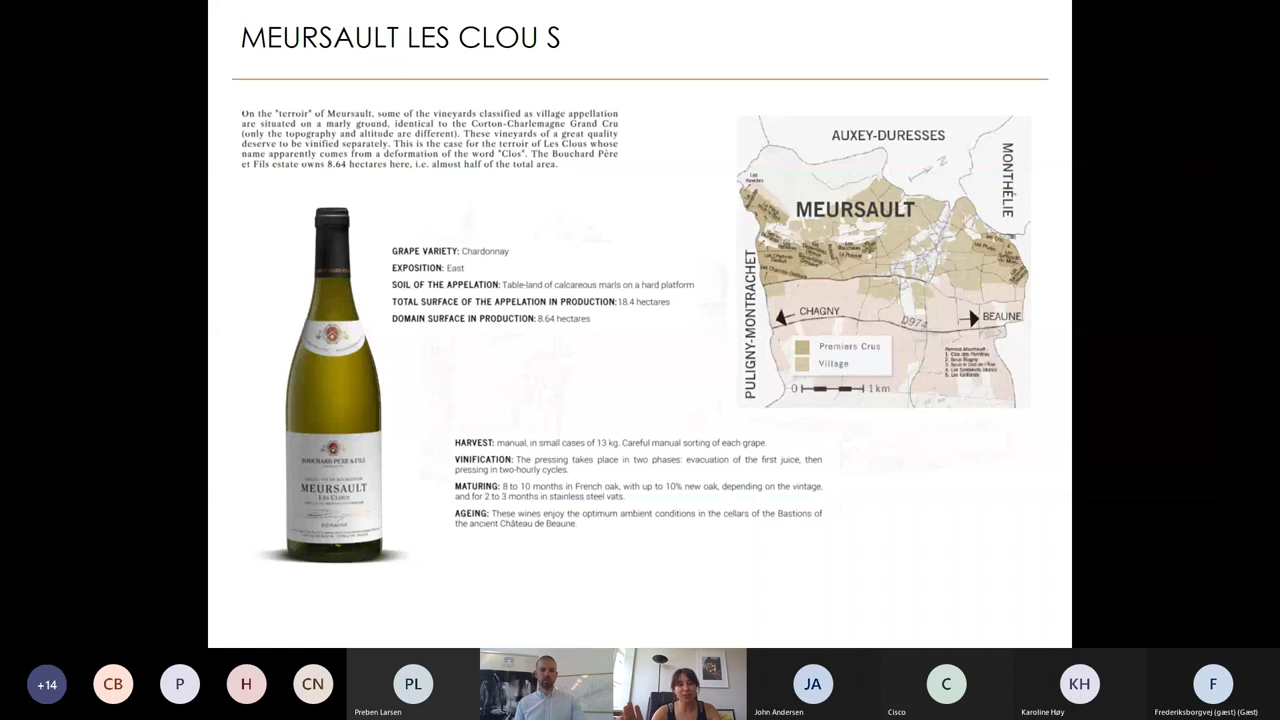 MEURSAULT LES CLOU S
On the "terroir" of Meursault, some of the vineyards classified as village appellation
are situated on a marly ground, identical to the Corton-Charlemagne Grand Cru
(only the topography and altitude are different). These vineyards of a great quality
deserve to be vinified separately. This is the case for the terroir of Les Clous whose
name apparently comes from a deformation of the word "Clos". The Bouchard Père
et Fils estate owns 8.64 hectares here, i.e. almost half of the total area.
AUXEY-DURESSES
MONTHÉLIE
MEURSAULT
PULIGNY-MONTRACHET
CHAGNY
D974
BEAUNE
Premiers Crus
Village
0 1 km
GRAPE VARIETY: Chardonnay
EXPOSITION: East
SOIL OF THE APPELATION: Table-land of calcareous marls on a hard platform
TOTAL SURFACE OF THE APPELATION IN PRODUCTION: 18.4 hectares
DOMAIN SURFACE IN PRODUCTION: 8.64 hectares
BOUCHARD PÈRE & FILS
MEURSAULT
LES CLOUS
DOMAINE
HARVEST: manual, in small cases of 13 kg. Careful manual sorting of each grape.
VINIFICATION: The pressing takes place in two phases: evacuation of the first juice, then
pressing in two-hourly cycles.
MATURING: 8 to 10 months in French oak, with up to 10% new oak, depending on the vintage,
and for 2 to 3 months in stainless steel vats.
AGEING: These wines enjoy the optimum ambient conditions in the cellars of the Bastions of
the ancient Château de Beaune.
+14
CB
P
H
CN
PL
Preben Larsen
JA
John Andersen
C
Cisco
KH
Karoline Høy
F
Frederiksborgvej (gæst) (Gæst)